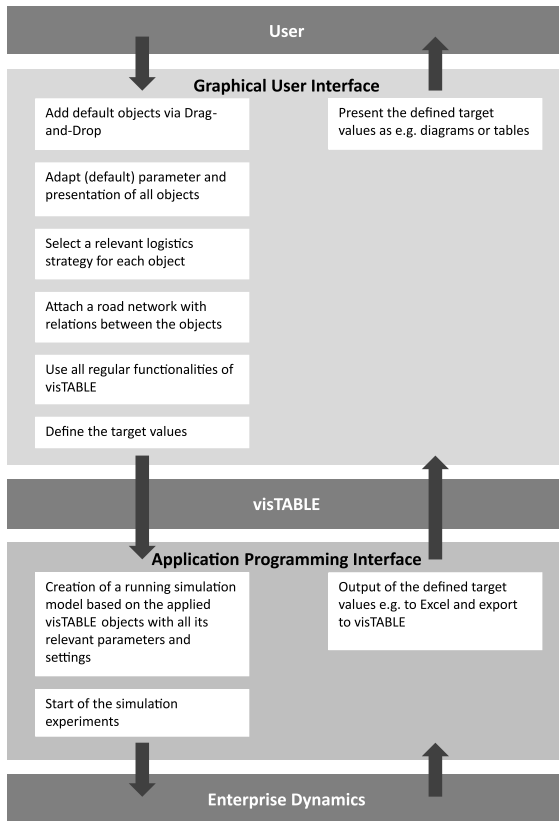 User
Graphical User Interface
Add default objects via Drag-
and-Drop
Adapt (default) parameter and
presentation of all objects
Select a relevant logistics
strategy for each object
Attach a road network with
relations between the objects
Use all regular functionalities of
visTABLE
Define the target values
Present the defined target
values as e.g. diagrams or tables
visTABLE
Application Programming Interface
Creation of a running simulation
model based on the applied
visTABLE objects with all its
relevant parameters and
settings
Start of the simulation
experiments
Output of the defined target
values e.g. to Excel and export
to visTABLE
Enterprise Dynamics